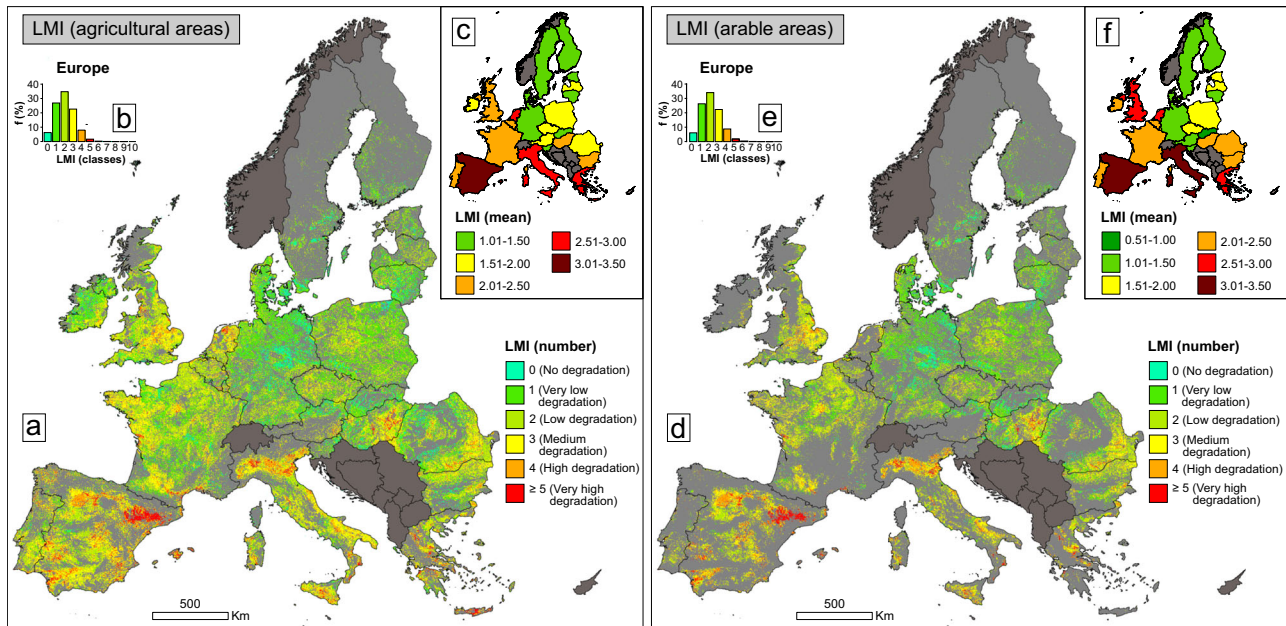 LMI (agricultural areas)
Europe
b
f (%)
40
30
20
10
0
0 1 2 3 4 5 6 7 8 910
LMI (classes)
c
LMI (mean)
1.01-1.50
1.51-2.00
2.01-2.50
2.51-3.00
3.01-3.50
LMI (number)
0 (No degradation)
1 (Very low
degradation)
2 (Low degradation)
3 (Medium
degradation)
4 (High degradation)
≥ 5 (Very high
degradation)
a
500
Km
LMI (arable areas)
Europe
e
f (%)
40
30
20
10
0
0 1 2 3 4 5 6 7 8 910
LMI (classes)
f
LMI (mean)
0.51-1.00
1.01-1.50
1.51-2.00
2.01-2.50
2.51-3.00
3.01-3.50
LMI (number)
0 (No degradation)
1 (Very low
degradation)
2 (Low degradation)
3 (Medium
degradation)
4 (High degradation)
≥ 5 (Very high
degradation)
d
500
Km